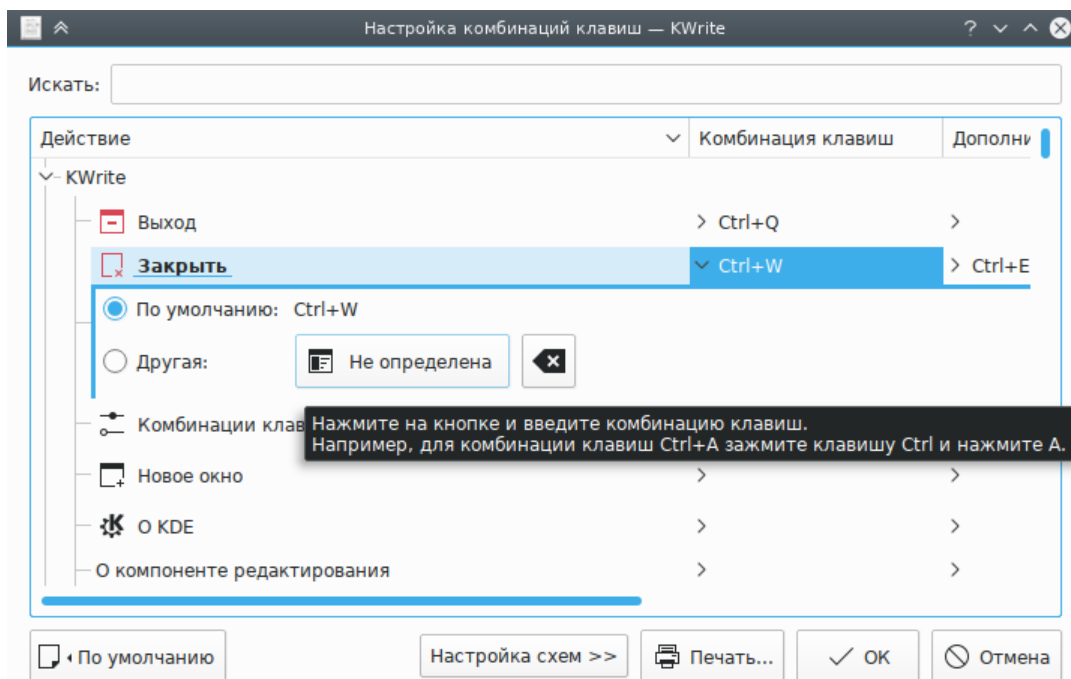 Настройка комбинаций клавиш — KWrite
Искать:
Действие Комбинация клавиш Дополни
KWrite
Выход Ctrl+Q
Закрыть Ctrl+W Ctrl+E
По умолчанию: Ctrl+W
Другая: Не определена
Комбинации клав
Нажмите на кнопке и введите комбинацию клавиш.
Например, для комбинации клавиш Ctrl+A зажмите клавишу Ctrl и нажмите A.
Новое окно
О KDE
О компоненте редактирования
По умолчанию Настройка схем >> Печать... ОК Отмена